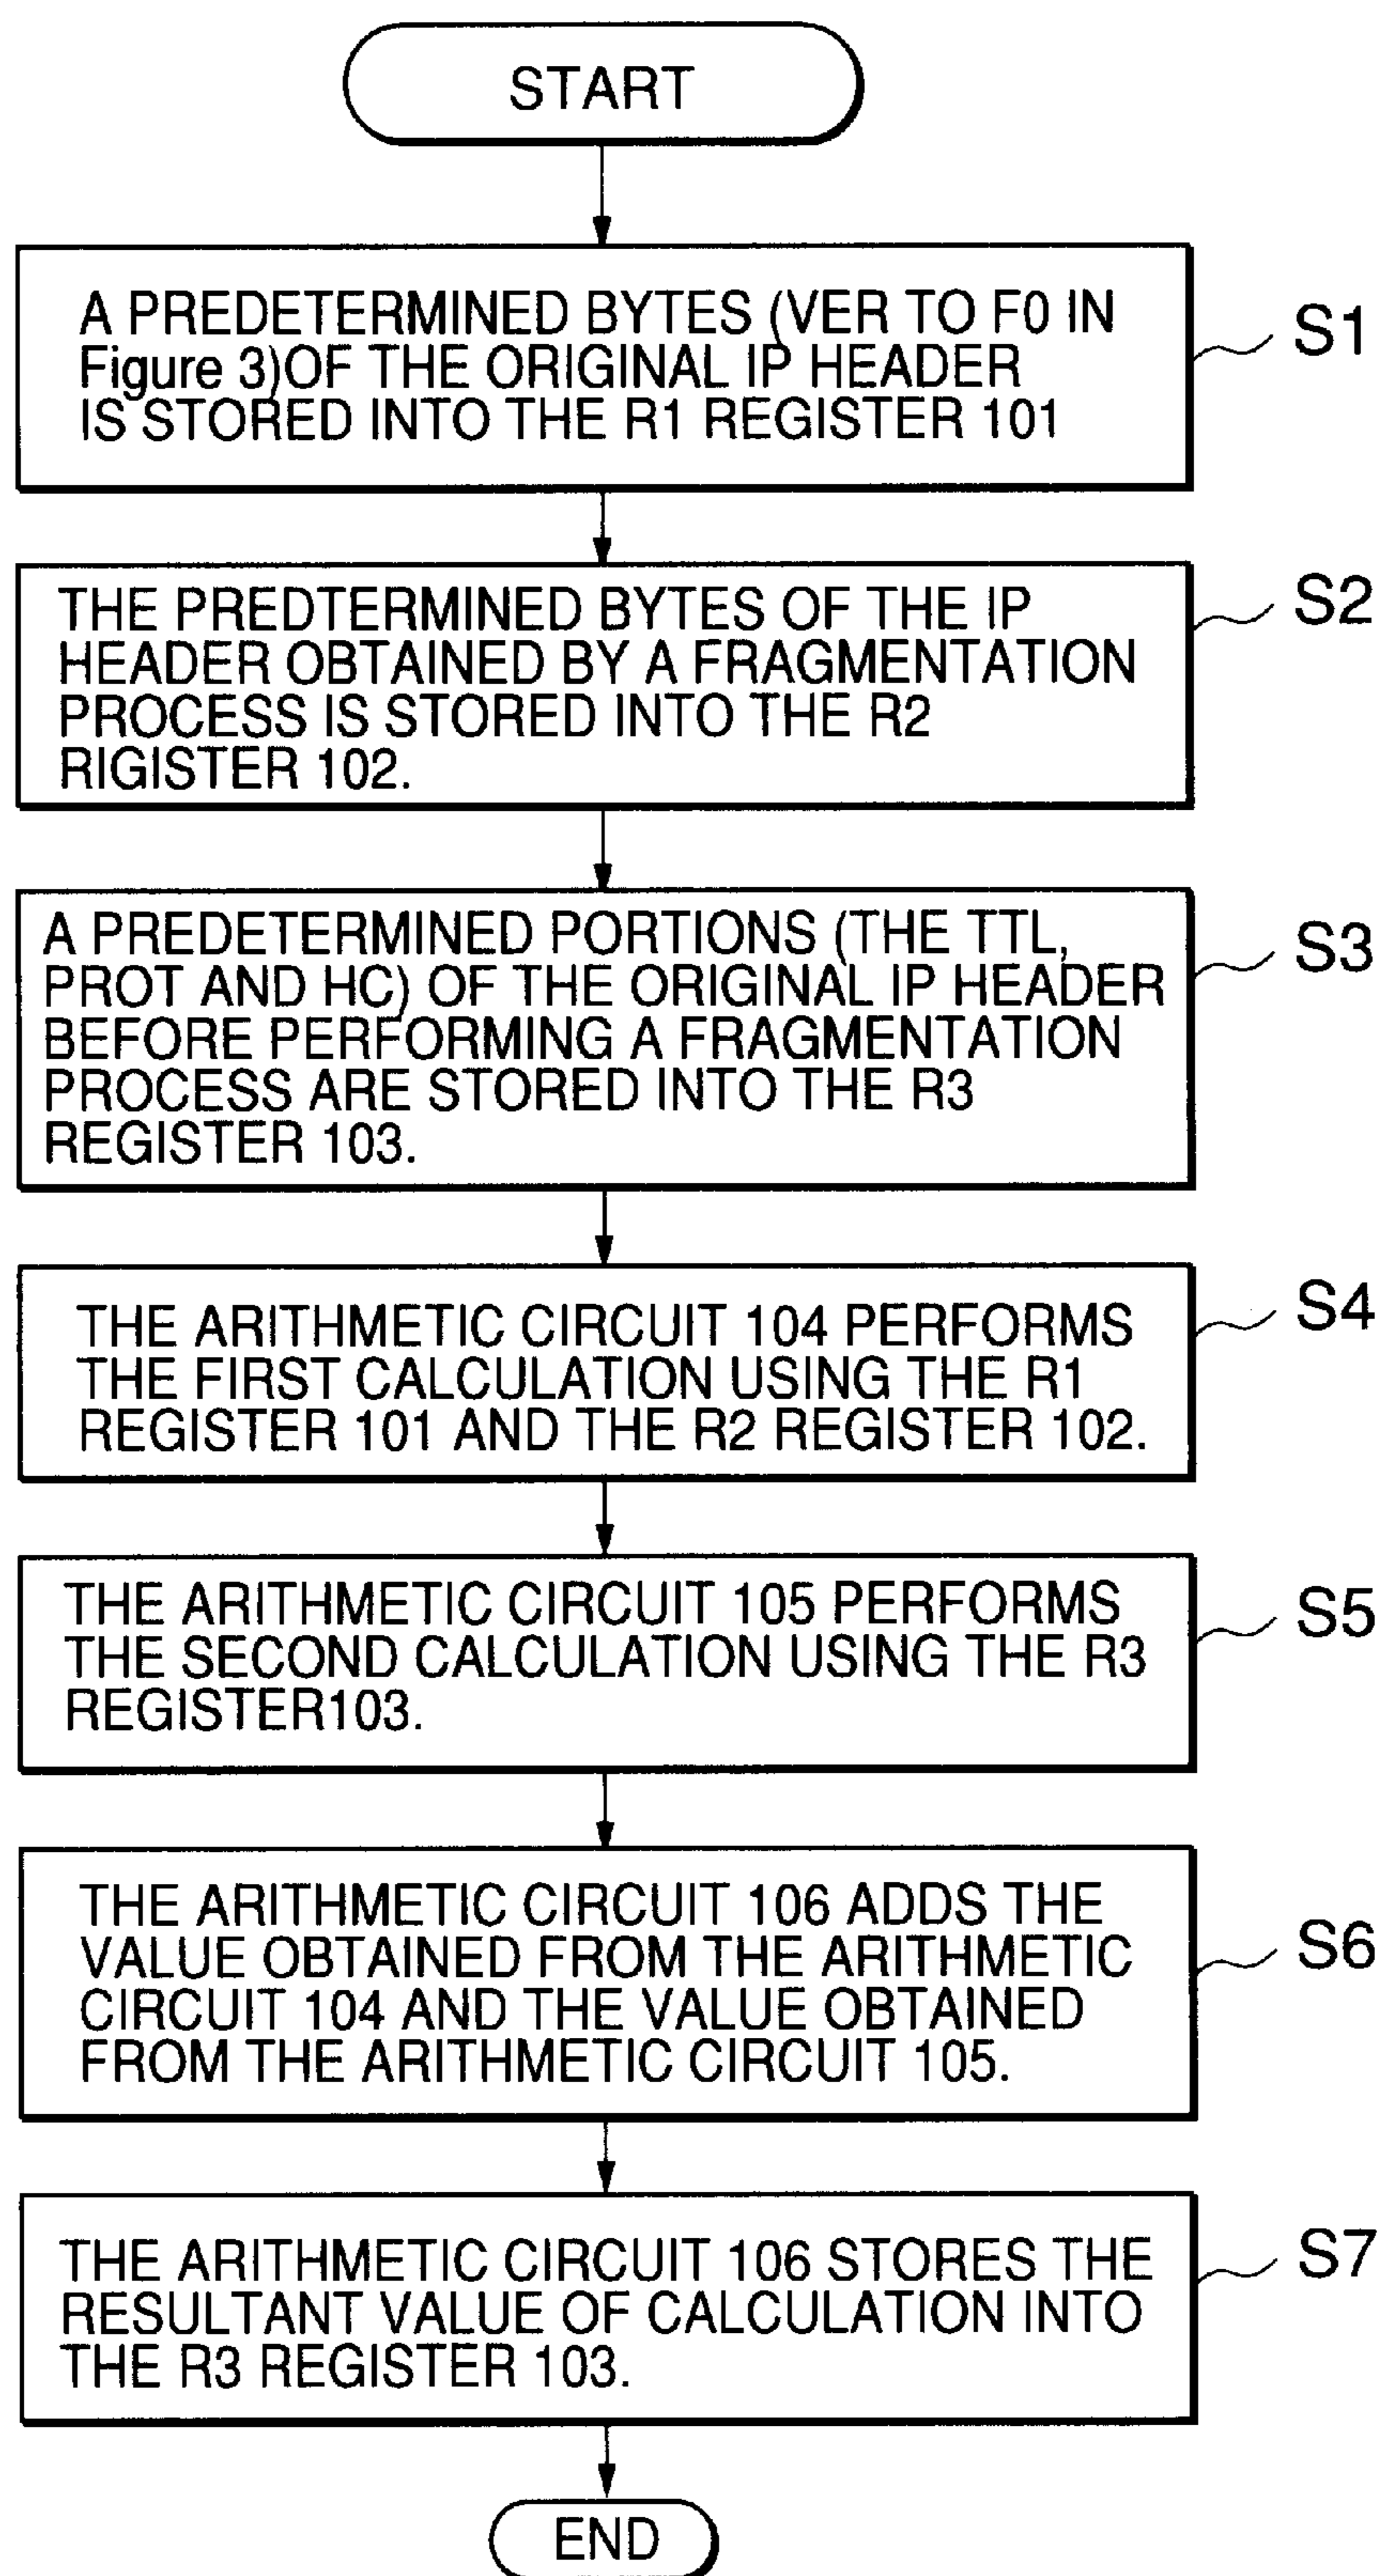 START
A PREDETERMINED BYTES (VER TO F0 IN
Figure 3)OF THE ORIGINAL IP HEADER
IS STORED INTO THE R1 REGISTER 101
S1
THE PREDTERMINED BYTES OF THE IP
HEADER OBTAINED BY A FRAGMENTATION
PROCESS IS STORED INTO THE R2
RIGISTER 102.
S2
A PREDETERMINED PORTIONS (THE TTL,
PROT AND HC) OF THE ORIGINAL IP HEADER
BEFORE PERFORMING A FRAGMENTATION
PROCESS ARE STORED INTO THE R3
REGISTER 103.
S3
THE ARITHMETIC CIRCUIT 104 PERFORMS
THE FIRST CALCULATION USING THE R1
REGISTER 101 AND THE R2 REGISTER 102.
S4
THE ARITHMETIC CIRCUIT 105 PERFORMS
THE SECOND CALCULATION USING THE R3
REGISTER103.
S5
THE ARITHMETIC CIRCUIT 106 ADDS THE
VALUE OBTAINED FROM THE ARITHMETIC
CIRCUIT 104 AND THE VALUE OBTAINED
FROM THE ARITHMETIC CIRCUIT 105.
S6
THE ARITHMETIC CIRCUIT 106 STORES THE
RESULTANT VALUE OF CALCULATION INTO
THE R3 REGISTER 103.
S7
END